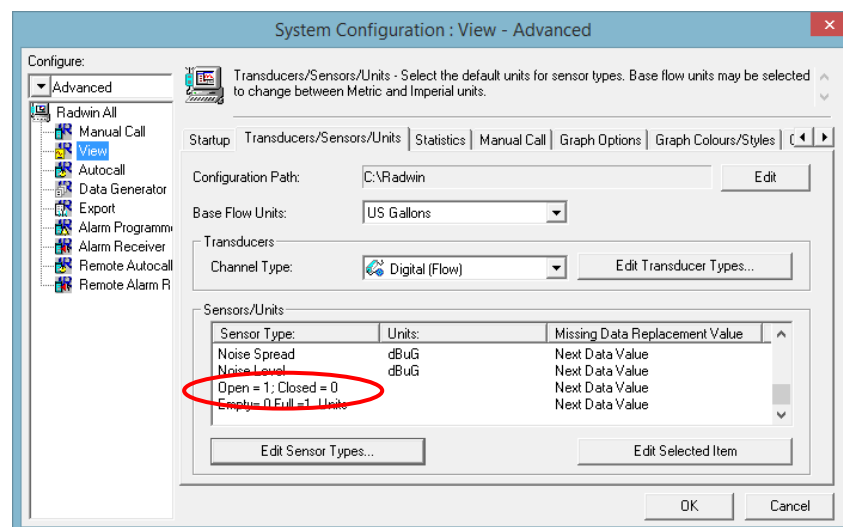 System Configuration : View - Advanced
Configure:
Advanced
Radwin All
Manual Call
View
Autocall
Data Generator
Export
Alarm Programm
Alarm Receiver
Remote Autocall
Remote Alarm R
Transducers/Sensors/Units - Select the default units for sensor types. Base flow units may be selected
to change between Metric and Imperial units.
Startup Transducers/Sensors/Units Statistics Manual Call Graph Options Graph Colours/Styles
Configuration Path: C:\Radwin Edit
Base Flow Units: US Gallons
Transducers
Channel Type: Digital (Flow) Edit Transducer Types...
Sensors/Units
Sensor Type: Units: Missing Data Replacement Value
Noise Spread dBuG Next Data Value
Noise Level dBuG Next Data Value
Open = 1; Closed = 0 Next Data Value
Empty= 0 Full =1 Units Next Data Value
Edit Sensor Types... Edit Selected Item
OK Cancel